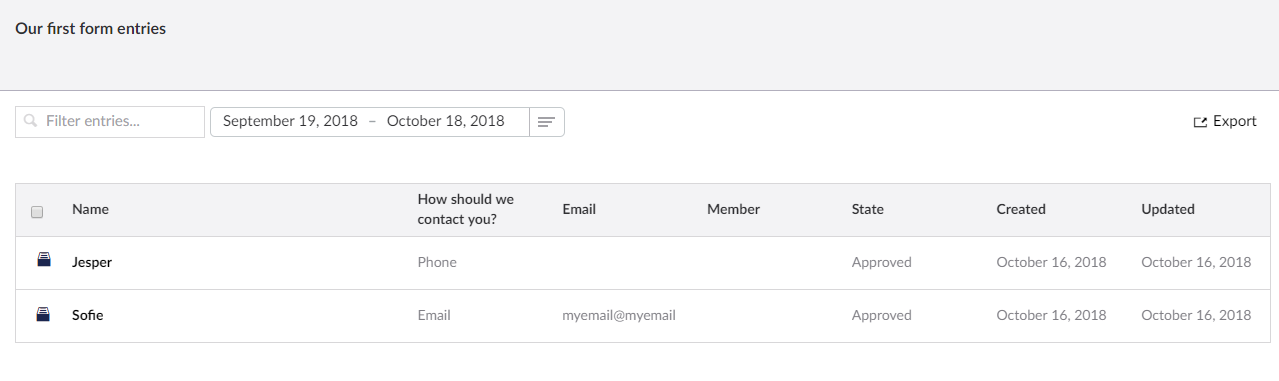 Our first form entries
Filter entries...
September 19, 2018 – October 18, 2018
Export
Name How should we contact you? Email Member State Created Updated
Jesper Phone Approved October 16, 2018 October 16, 2018
Sofie Email myemail@myemail Approved October 16, 2018 October 16, 2018